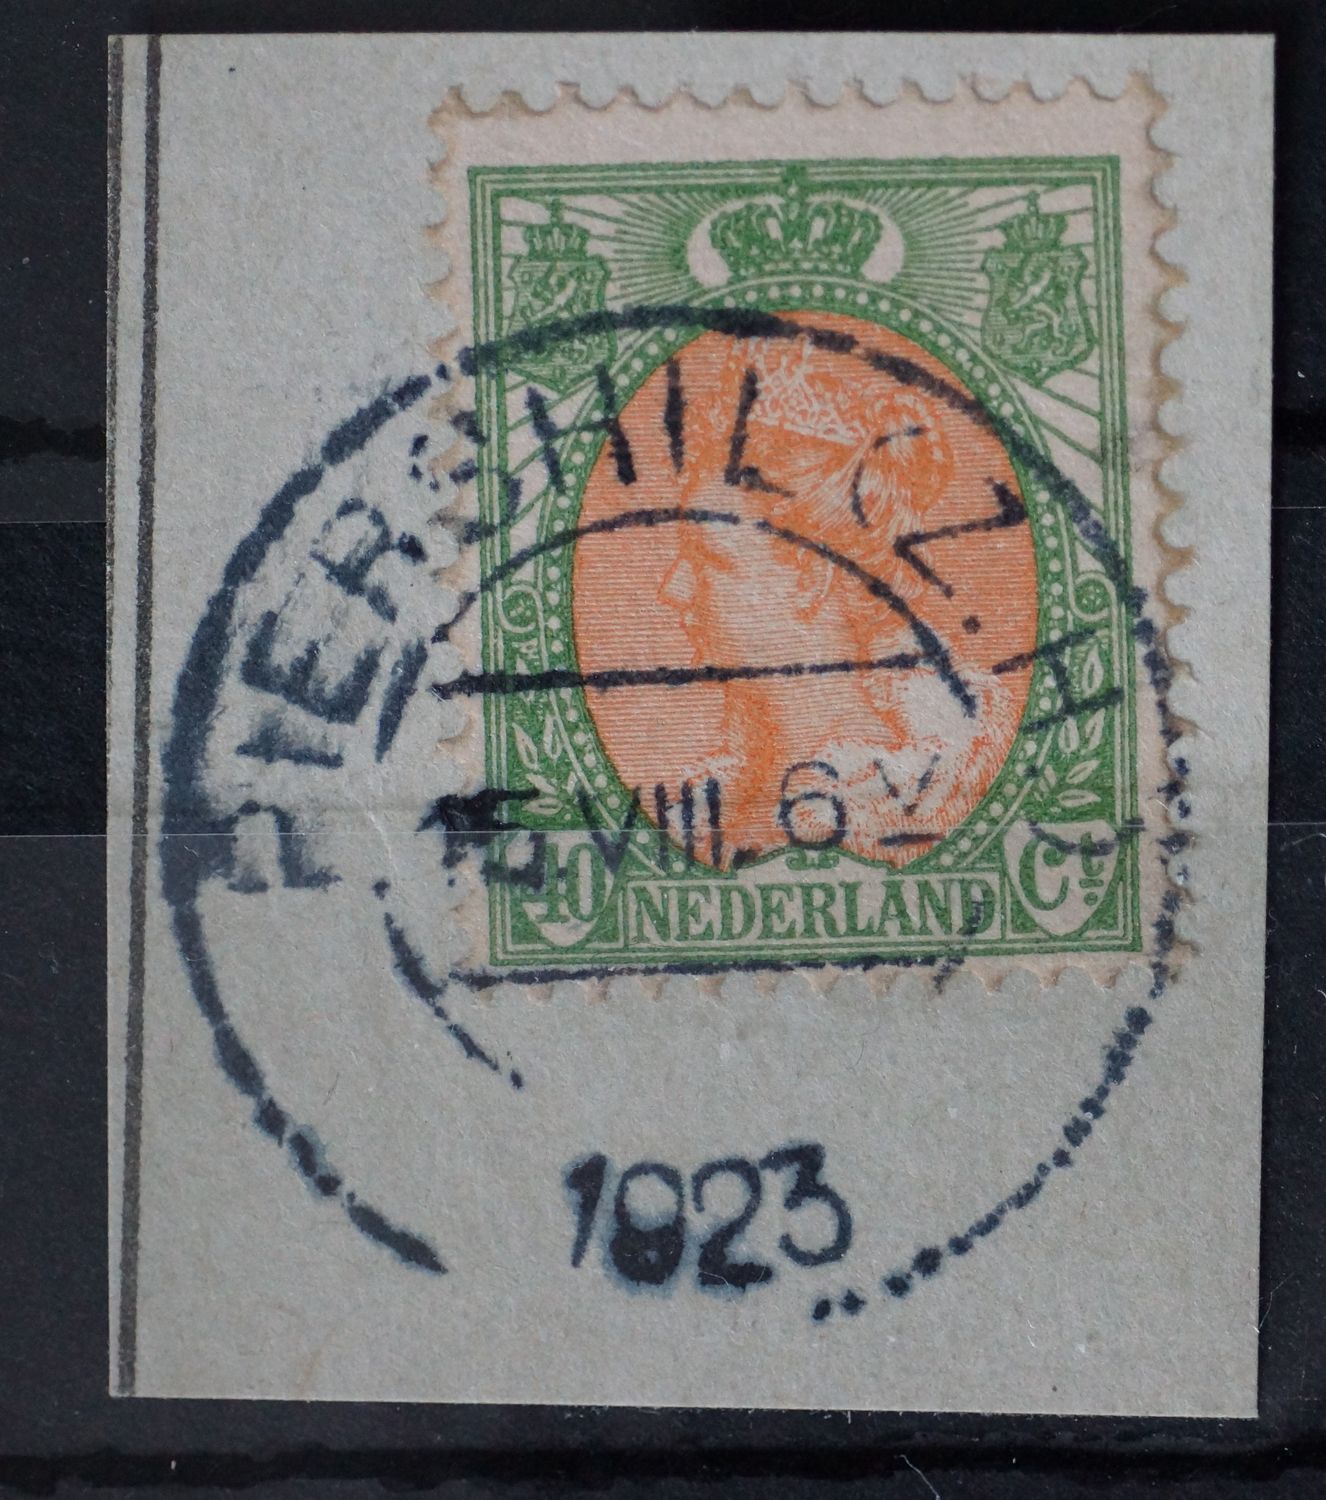 PIERSHIL (Z.H.)
VIII. 6 V
40 NEDERLAND Ct
1923